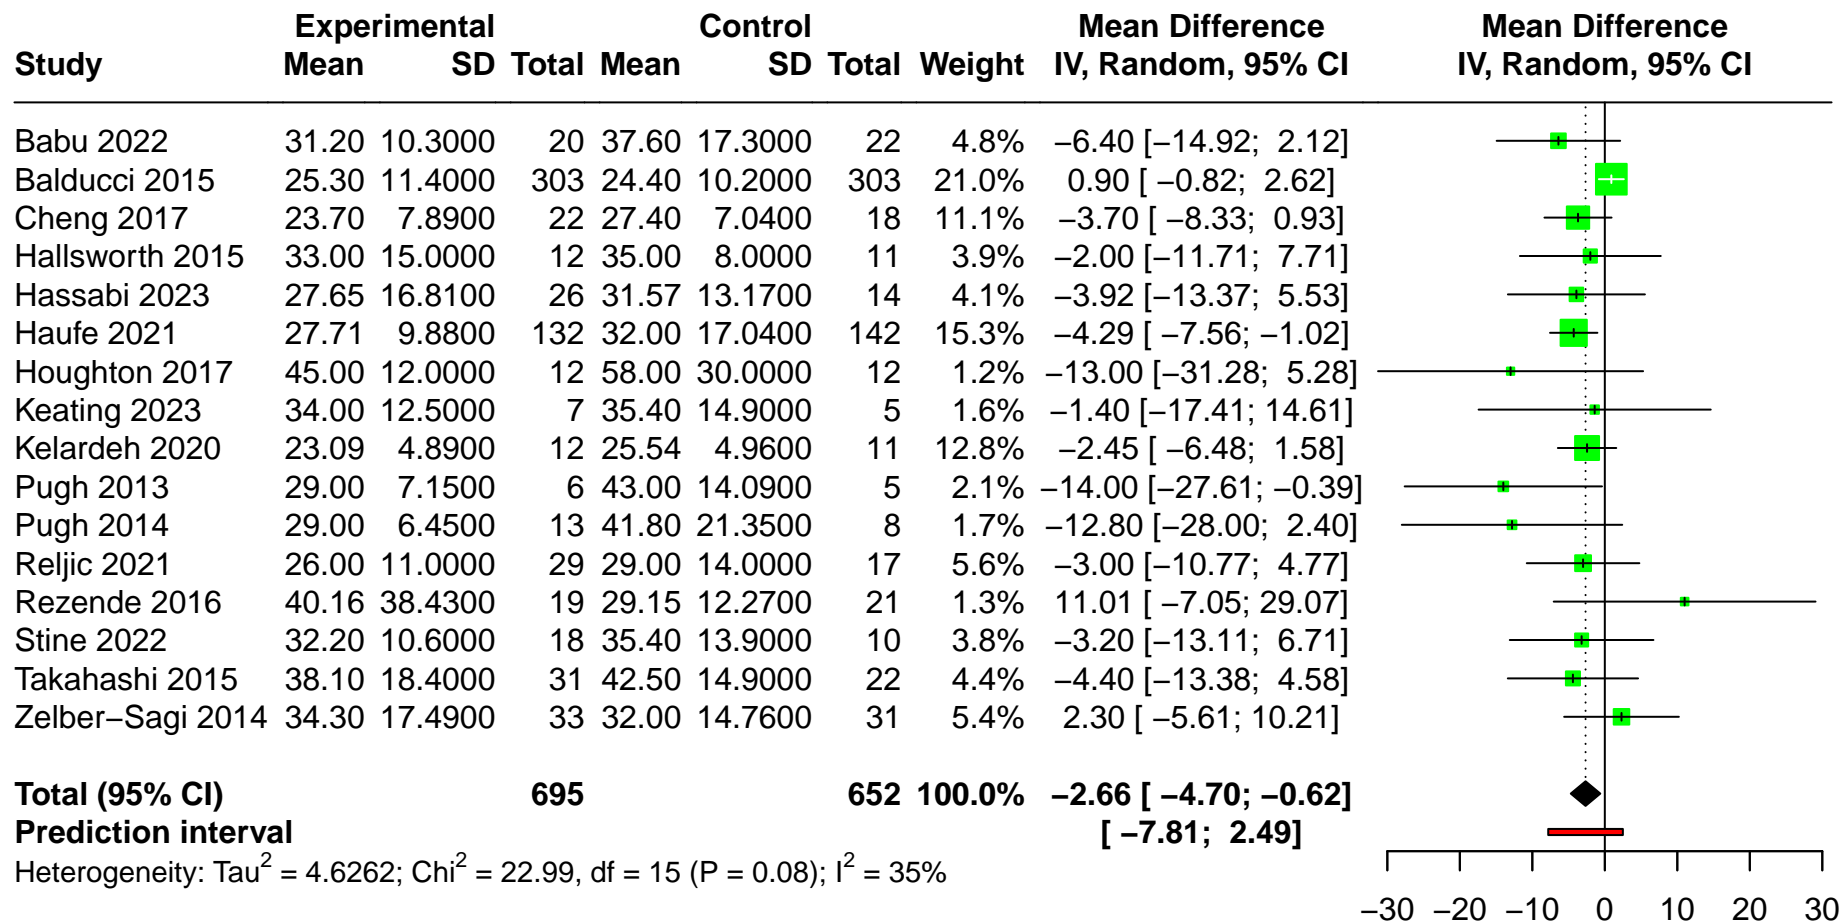 Experimental Control Mean Difference Mean Difference
Study Mean SD Total Mean SD Total Weight IV, Random, 95% CI IV, Random, 95% CI
Babu 2022 31.20 10.3000 20 37.60 17.3000 22 4.8% −6.40 [−14.92; 2.12]
Balducci 2015 25.30 11.4000 303 24.40 10.2000 303 21.0% 0.90 [ −0.82; 2.62]
Cheng 2017 23.70 7.8900 22 27.40 7.0400 18 11.1% −3.70 [ −8.33; 0.93]
Hallsworth 2015 33.00 15.0000 12 35.00 8.0000 11 3.9% −2.00 [−11.71; 7.71]
Hassabi 2023 27.65 16.8100 26 31.57 13.1700 14 4.1% −3.92 [−13.37; 5.53]
Haufe 2021 27.71 9.8800 132 32.00 17.0400 142 15.3% −4.29 [ −7.56; −1.02]
Houghton 2017 45.00 12.0000 12 58.00 30.0000 12 1.2% −13.00 [−31.28; 5.28]
Keating 2023 34.00 12.5000 7 35.40 14.9000 5 1.6% −1.40 [−17.41; 14.61]
Kelardeh 2020 23.09 4.8900 12 25.54 4.9600 11 12.8% −2.45 [ −6.48; 1.58]
Pugh 2013 29.00 7.1500 6 43.00 14.0900 5 2.1% −14.00 [−27.61; −0.39]
Pugh 2014 29.00 6.4500 13 41.80 21.3500 8 1.7% −12.80 [−28.00; 2.40]
Reljic 2021 26.00 11.0000 29 29.00 14.0000 17 5.6% −3.00 [−10.77; 4.77]
Rezende 2016 40.16 38.4300 19 29.15 12.2700 21 1.3% 11.01 [ −7.05; 29.07]
Stine 2022 32.20 10.6000 18 35.40 13.9000 10 3.8% −3.20 [−13.11; 6.71]
Takahashi 2015 38.10 18.4000 31 42.50 14.9000 22 4.4% −4.40 [−13.38; 4.58]
Zelber−Sagi 2014 34.30 17.4900 33 32.00 14.7600 31 5.4% 2.30 [ −5.61; 10.21]
Total (95% CI) 695 652 100.0% −2.66 [ −4.70; −0.62]
Prediction interval [ −7.81; 2.49]
Heterogeneity: Tau² = 4.6262; Chi² = 22.99, df = 15 (P = 0.08); I² = 35%
−30 −20 −10 0 10 20 30